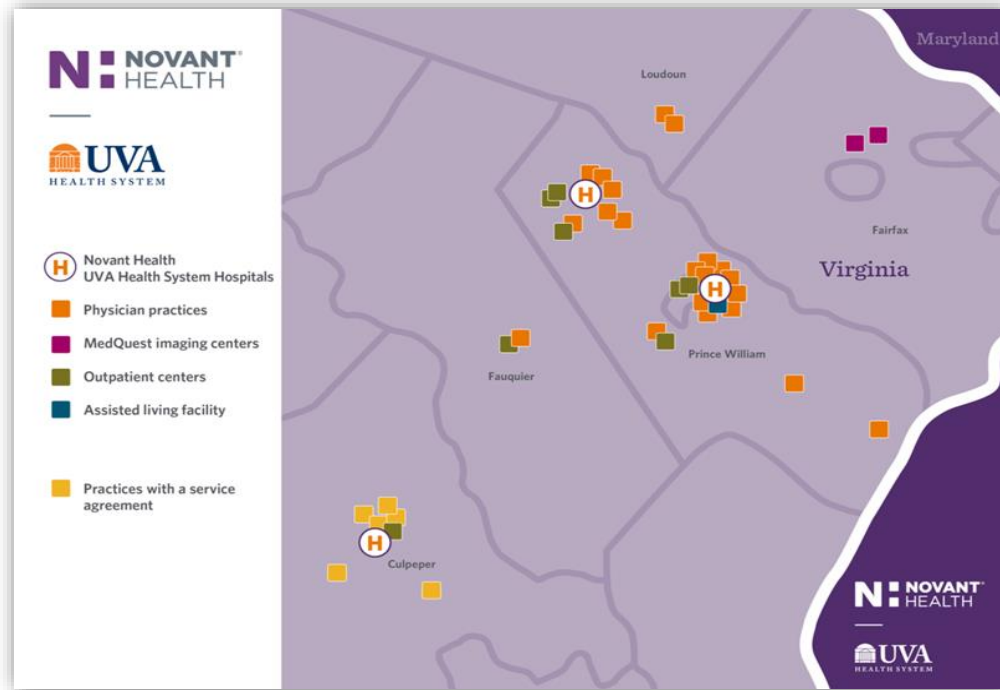 NOVANT®
HEALTH
UVA
HEALTH SYSTEM
H
Novant Health
UVA Health System Hospitals
Physician practices
MedQuest imaging centers
Outpatient centers
Assisted living facility
Practices with a service
agreement
Maryland
Loudoun
H
Fairfax
Virginia
H
Prince William
Fauquier
H
Culpeper
NOVANT®
HEALTH
UVA
HEALTH SYSTEM